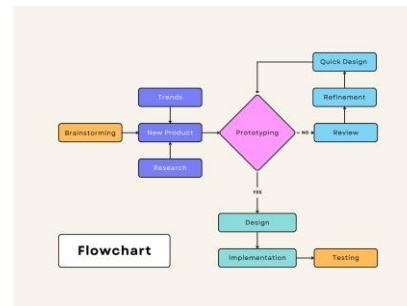 Quick Design
Trends
Refinement
Brainstorming
New Product
Prototyping
NO
Review
Research
YES
Design
Flowchart
Implementation
Testing